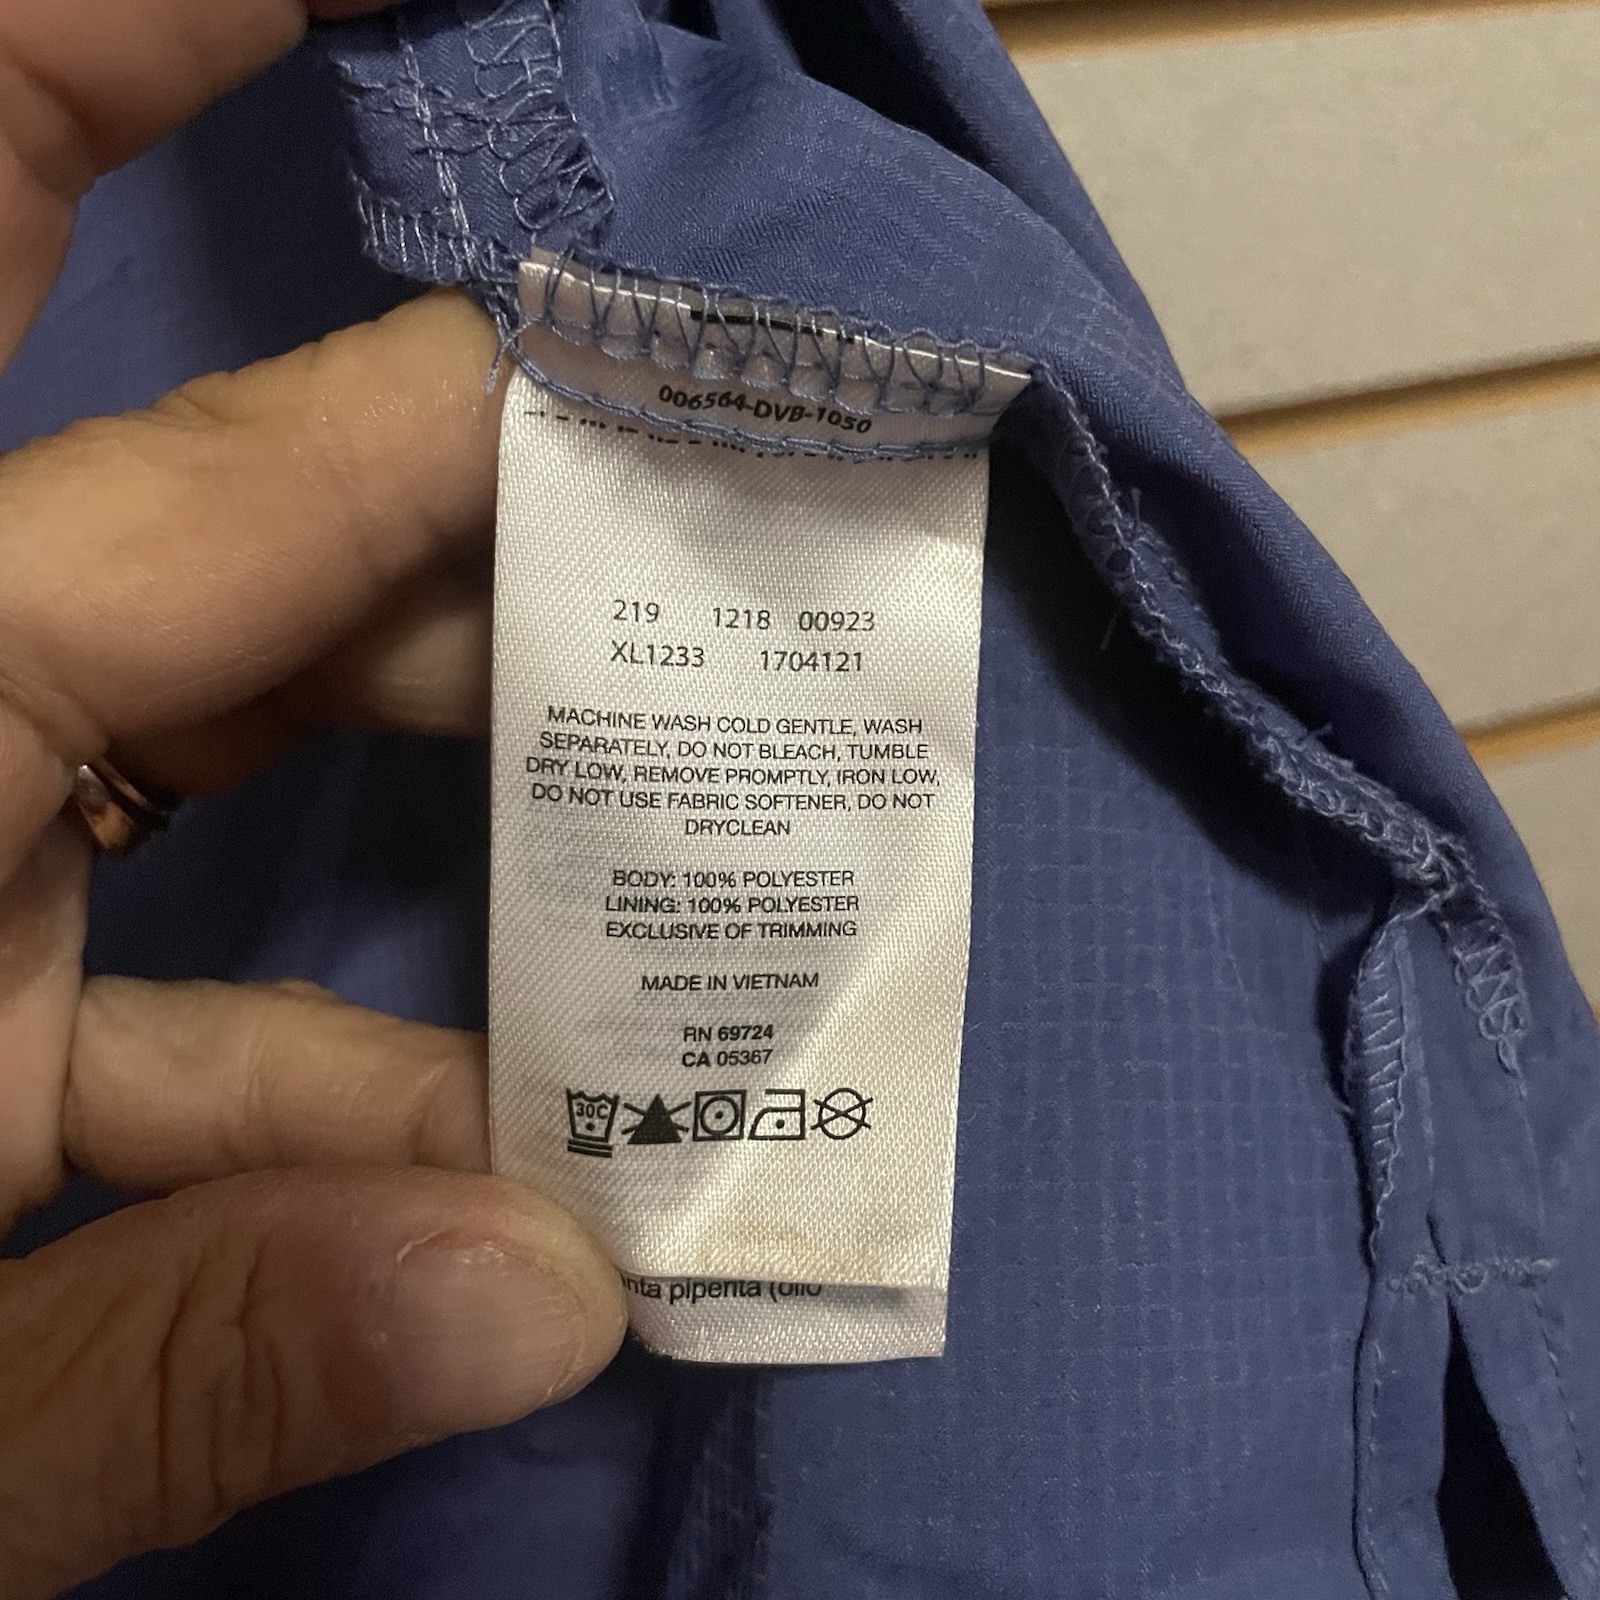 006564-DVB-1050
219 1218 00923
XL1233 1704121
MACHINE WASH COLD GENTLE, WASH
SEPARATELY, DO NOT BLEACH, TUMBLE
DRY LOW, REMOVE PROMPTLY, IRON LOW,
DO NOT USE FABRIC SOFTENER, DO NOT
DRYCLEAN
BODY: 100% POLYESTER
LINING: 100% POLYESTER
EXCLUSIVE OF TRIMMING
MADE IN VIETNAM
RN 69724
CA 05367
30C
pipenta